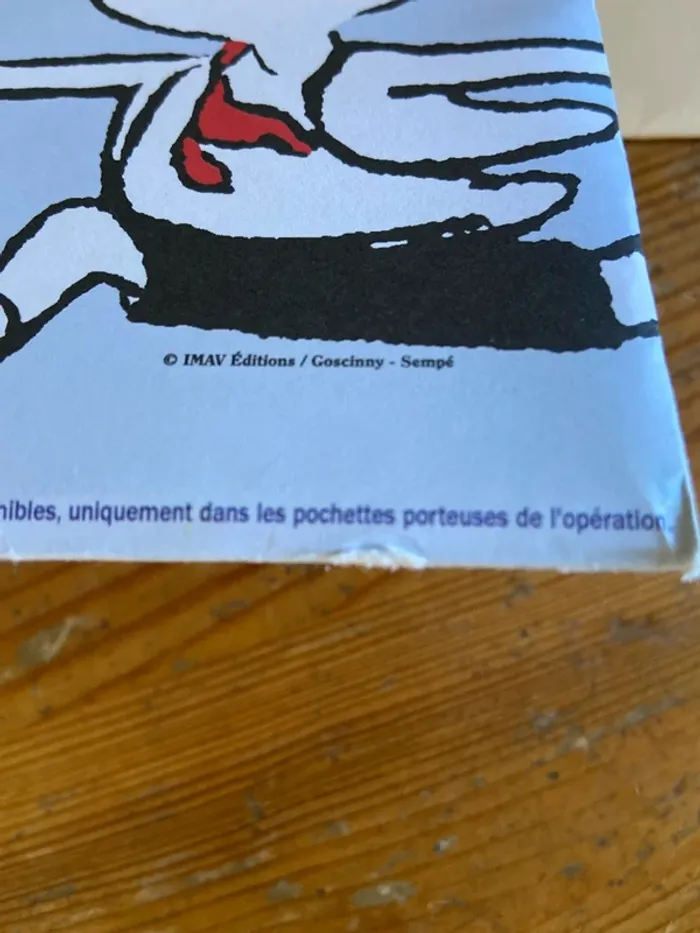 © IMAV Éditions / Goscinny - Sempé
nibles, uniquement dans les pochettes porteuses de l'opération